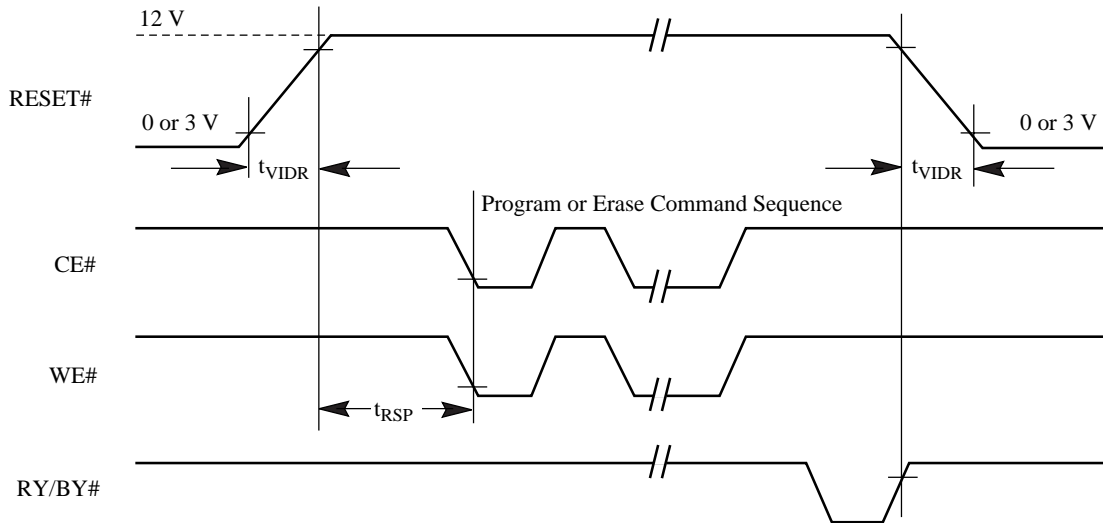 12 V
RESET#
0 or 3 V
0 or 3 V
tVIDR
tVIDR
Program or Erase Command Sequence
CE#
WE#
tRSP
RY/BY#